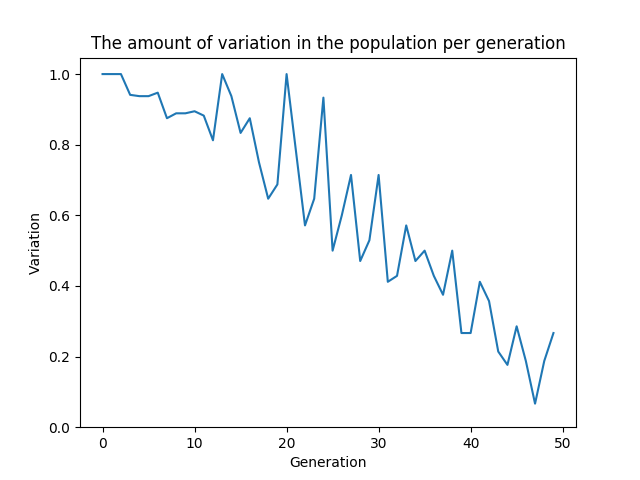 The amount of variation in the population per generation
1.0
0.8
0.6
0.4
0.2
0.0
Variation
0 10 20 30 40 50
Generation